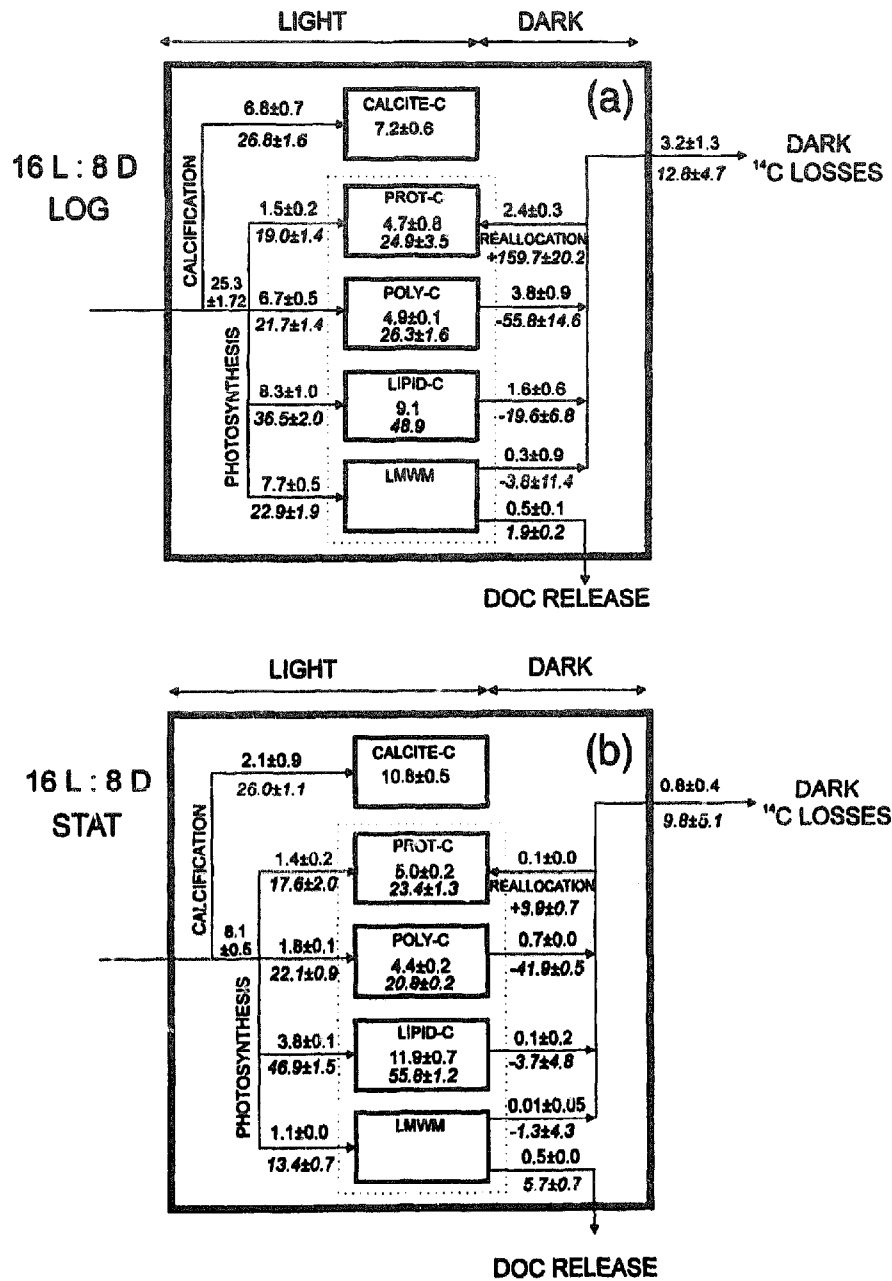 LIGHT DARK
(a)
16 L : 8 D
LOG
CALCIFICATION
6.8±0.7
26.8±1.6
CALCITE-C
7.2±0.6
3.2±1.3
12.8±4.7
DARK
14C LOSSES
25.3
±1.72
PHOTOSYNTHESIS
1.5±0.2
19.0±1.4
PROT-C
4.7±0.8
24.9±3.5
2.4±0.3
REALLOCATION
+159.7±20.2
6.7±0.5
21.7±1.4
POLY-C
4.9±0.1
26.3±1.6
3.8±0.9
-55.8±14.6
8.3±1.0
36.5±2.0
LIPID-C
9.1
48.9
1.6±0.6
-19.6±6.8
7.7±0.5
22.9±1.9
LMWM
0.3±0.9
-3.8±11.4
0.5±0.1
1.9±0.2
DOC RELEASE
LIGHT DARK
(b)
16 L : 8 D
STAT
CALCIFICATION
2.1±0.9
26.0±1.1
CALCITE-C
10.8±0.5
0.8±0.4
9.8±5.1
DARK
14C LOSSES
8.1
±0.5
PHOTOSYNTHESIS
1.4±0.2
17.6±2.0
PROT-C
5.0±0.2
23.4±1.3
0.1±0.0
REALLOCATION
+9.9±0.7
1.8±0.1
22.1±0.9
POLY-C
4.4±0.2
20.8±0.2
0.7±0.0
-41.9±0.5
3.8±0.1
46.9±1.5
LIPID-C
11.9±0.7
55.8±1.2
0.1±0.2
-3.7±4.8
1.1±0.0
13.4±0.7
LMWM
0.01±0.05
-1.3±4.3
0.5±0.0
5.7±0.7
DOC RELEASE